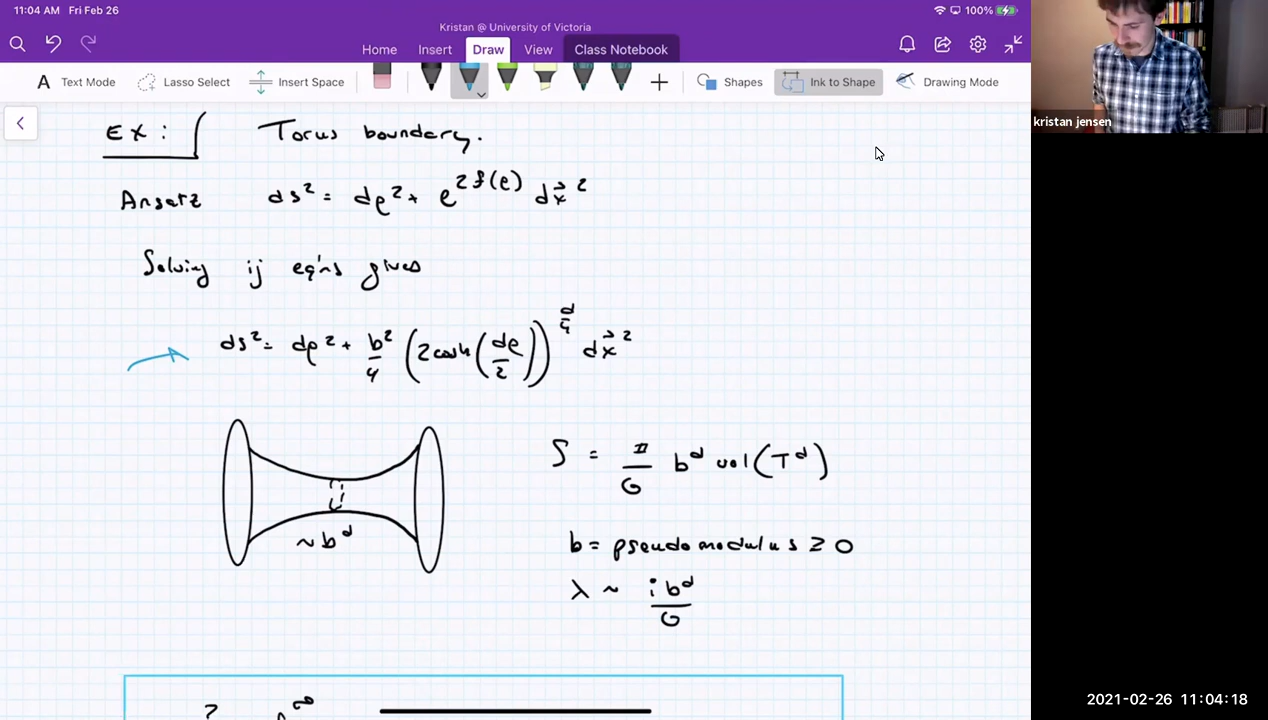 11:04 AM Fri Feb 26
100%
Kristan @ University of Victoria
Home Insert Draw View Class Notebook
A Text Mode Lasso Select Insert Space Shapes Ink to Shape Drawing Mode
kristan jensen
Ex: Torus boundary.
Ansatz ds² = dρ² + e^{2f(ρ)} dx⃗²
Solving ij eq'ns gives
ds² = dρ² + b²/4 (2cosh(dρ/2))^{d/4} dx⃗²
S = II/G b^d vol(T^d)
~ b^d
b = pseudomodulus ≥ 0
λ ~ i b^d/G
2021-02-26 11:04:18